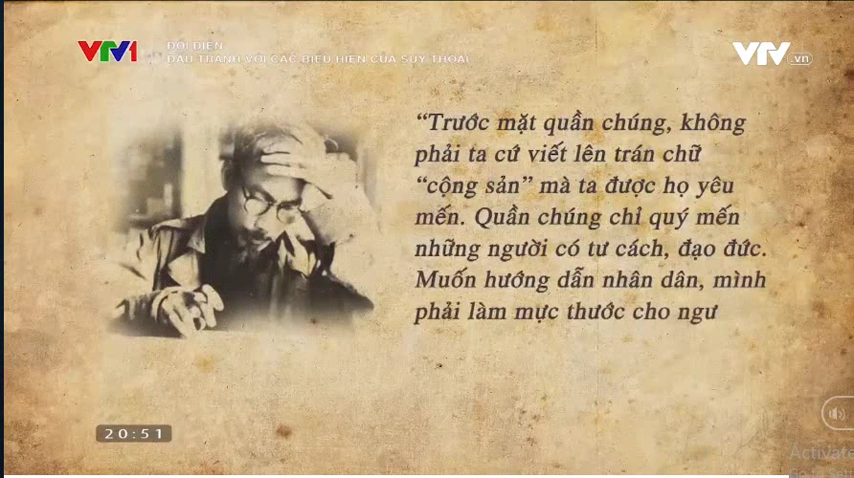 VTV1
ĐỐI DIỆN
ĐẤU TRANH VỚI CÁC BIỂU HIỆN CỦA SUY THOÁI
VTV.vn
“Trước mặt quần chúng, không
phải ta cứ viết lên trán chữ
“cộng sản” mà ta được họ yêu
mến. Quần chúng chỉ quý mến
những người có tư cách, đạo đức.
Muốn hướng dẫn nhân dân, mình
phải làm mực thước cho ngư
20:51
Activate